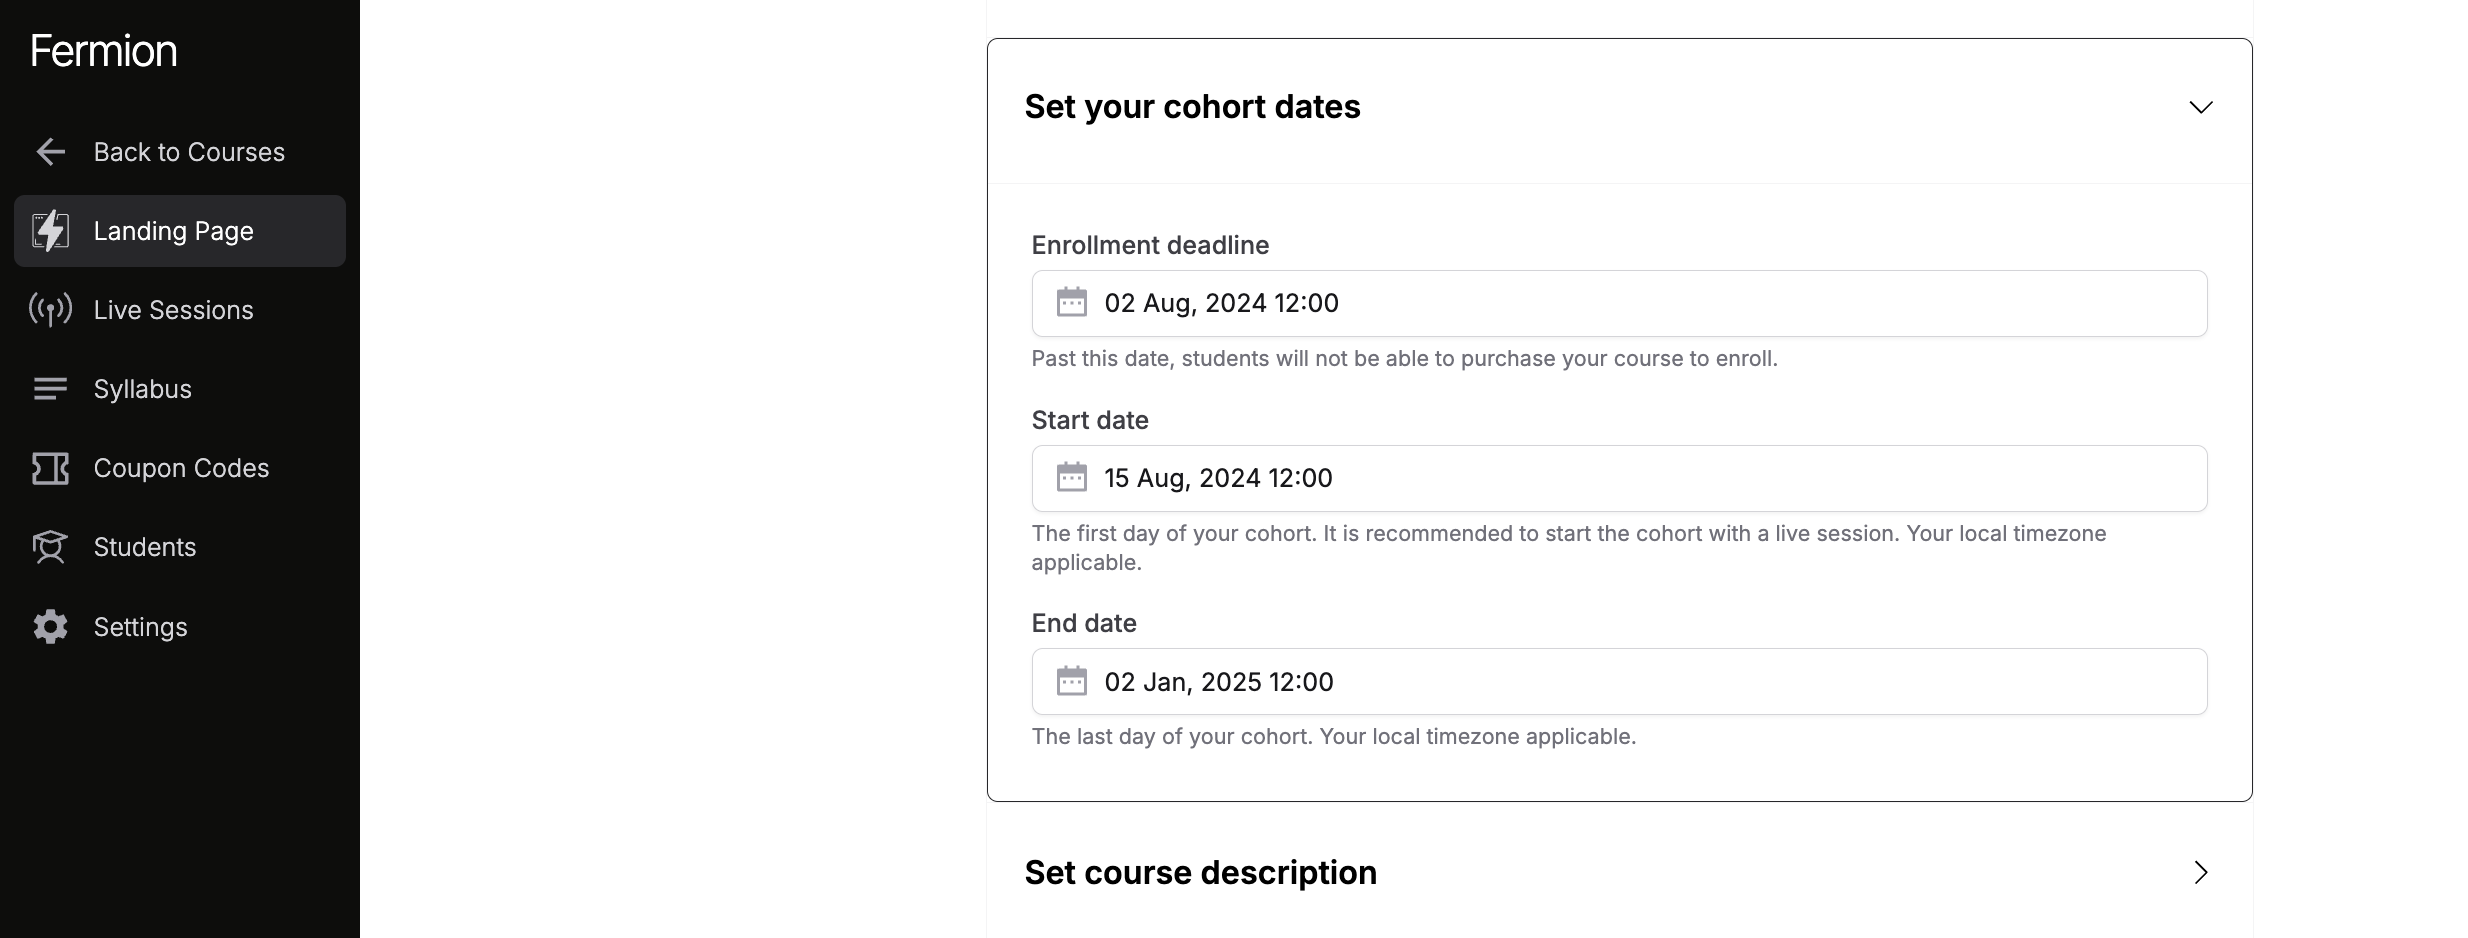 Fermion
Back to Courses
Landing Page
Live Sessions
Syllabus
Coupon Codes
Students
Settings
Set your cohort dates
Enrollment deadline
02 Aug, 2024 12:00
Past this date, students will not be able to purchase your course to enroll.
Start date
15 Aug, 2024 12:00
The first day of your cohort. It is recommended to start the cohort with a live session. Your local timezone
applicable.
End date
02 Jan, 2025 12:00
The last day of your cohort. Your local timezone applicable.
Set course description